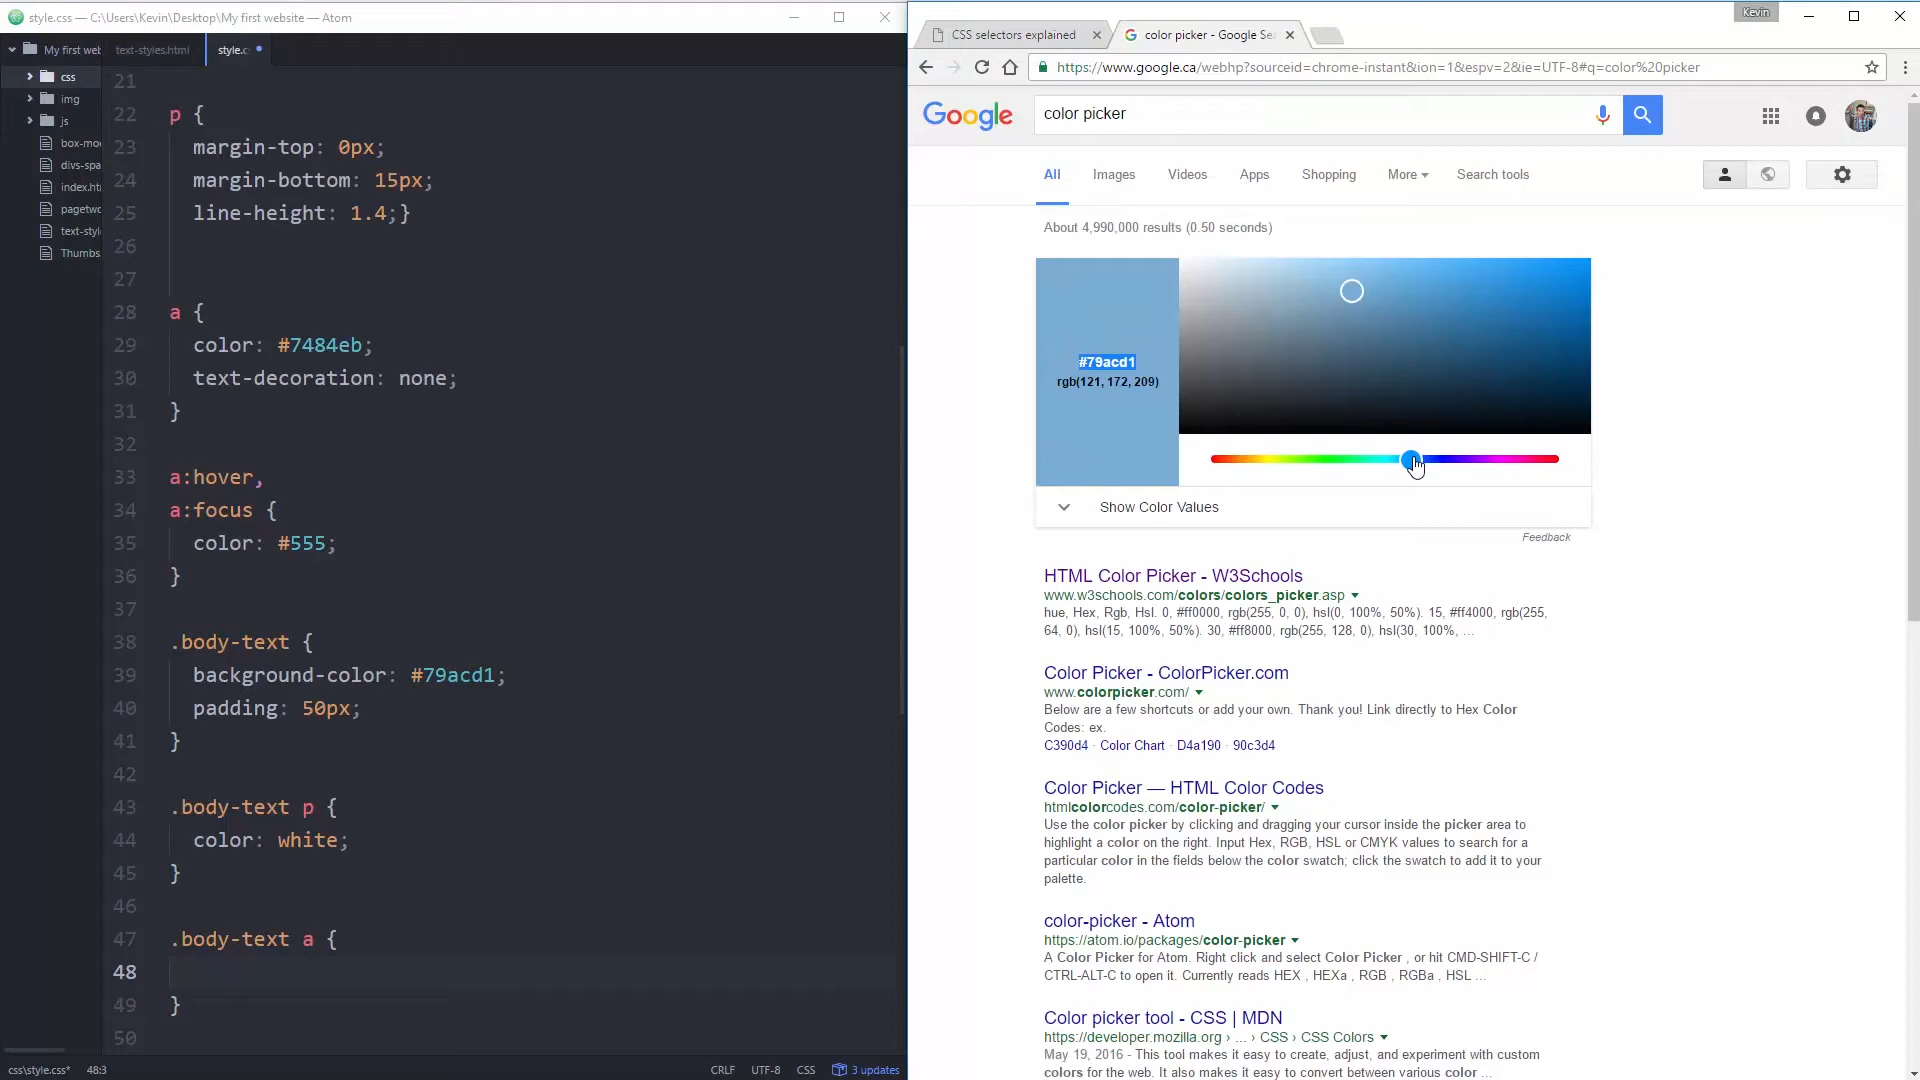 style.css — C:\Users\Kevin\Desktop\My first website — Atom
My first web
text-styles.html
style.c
css
img
js
box-mo
divs-spa
index.htm
pagetwo
text-style
Thumbs.
21
22 p {
23 margin-top: 0px;
24 margin-bottom: 15px;
25 line-height: 1.4;}
26
27
28 a {
29 color: #7484eb;
30 text-decoration: none;
31 }
32
33 a:hover,
34 a:focus {
35 color: #555;
36 }
37
38 .body-text {
39 background-color: #79acd1;
40 padding: 50px;
41 }
42
43 .body-text p {
44 color: white;
45 }
46
47 .body-text a {
48
49 }
50
css\style.css* 48:3
CRLF UTF-8 CSS 3 updates
Kevin
CSS selectors explained
color picker - Google Sea
https://www.google.ca/webhp?sourceid=chrome-instant&ion=1&espv=2&ie=UTF-8#q=color%20picker
Google
color picker
All Images Videos Apps Shopping More Search tools
About 4,990,000 results (0.50 seconds)
#79acd1
rgb(121, 172, 209)
Show Color Values
Feedback
HTML Color Picker - W3Schools
www.w3schools.com/colors/colors_picker.asp
hue, Hex, Rgb, Hsl. 0, #ff0000, rgb(255, 0, 0), hsl(0, 100%, 50%). 15, #ff4000, rgb(255,
64, 0), hsl(15, 100%, 50%). 30, #ff8000, rgb(255, 128, 0), hsl(30, 100%, ...
Color Picker - ColorPicker.com
www.colorpicker.com/
Below are a few shortcuts or add your own. Thank you! Link directly to Hex Color
Codes: ex.
C390d4 · Color Chart · D4a190 · 90c3d4
Color Picker — HTML Color Codes
htmlcolorcodes.com/color-picker/
Use the color picker by clicking and dragging your cursor inside the picker area to
highlight a color on the right. Input Hex, RGB, HSL or CMYK values to search for a
particular color in the fields below the color swatch; click the swatch to add it to your
palette.
color-picker - Atom
https://atom.io/packages/color-picker
A Color Picker for Atom. Right click and select Color Picker , or hit CMD-SHIFT-C /
CTRL-ALT-C to open it. Currently reads HEX , HEXa , RGB , RGBa , HSL ...
Color picker tool - CSS | MDN
https://developer.mozilla.org › ... › CSS › CSS Colors
May 19, 2016 - This tool makes it easy to create, adjust, and experiment with custom
colors for the web. It also makes it easy to convert between various color ...